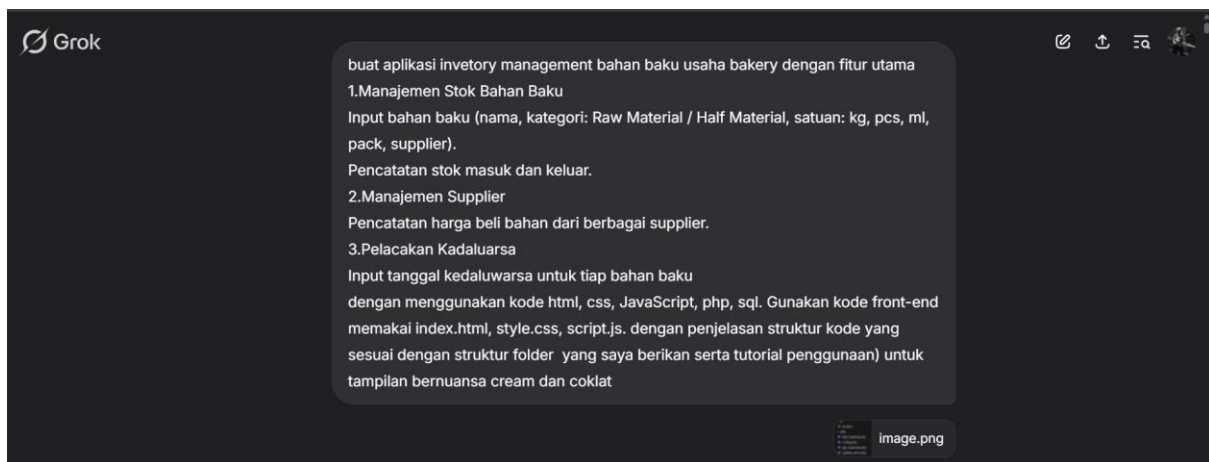 Grok
buat aplikasi invetory management bahan baku usaha bakery dengan fitur utama
1.Manajemen Stok Bahan Baku
Input bahan baku (nama, kategori: Raw Material / Half Material, satuan: kg, pcs, ml,
pack, supplier).
Pencatatan stok masuk dan keluar.
2.Manajemen Supplier
Pencatatan harga beli bahan dari berbagai supplier.
3.Pelacakan Kadaluarsa
Input tanggal kedaluwarsa untuk tiap bahan baku
dengan menggunakan kode html, css, JavaScript, php, sql. Gunakan kode front-end
memakai index.html, style.css, script.js. dengan penjelasan struktur kode yang
sesuai dengan struktur folder yang saya berikan serta tutorial penggunaan) untuk
tampilan bernuansa cream dan coklat
image.png